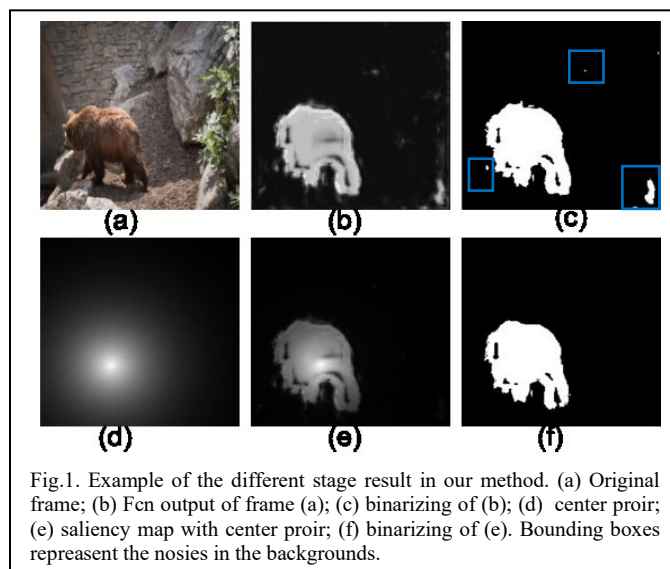 (a) (b) (c)
(d) (e) (f)
Fig.1. Example of the different stage result in our method. (a) Original
frame; (b) Fcn output of frame (a); (c) binarizing of (b); (d) center proir;
(e) saliency map with center proir; (f) binarizing of (e). Bounding boxes
repreasent the nosies in the backgrounds.